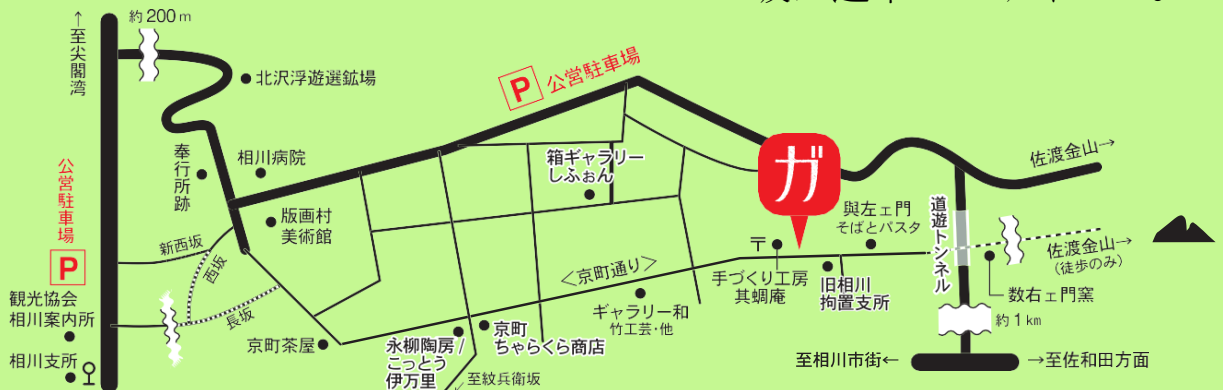 ↑至尖閣湾
約200m
北沢浮遊選鉱場
P 公営駐車場
奉行所跡
相川病院
版画村
美術館
箱ギャラリー
しふぉん
ガ
佐渡金山→
公営駐車場
P
新西坂
西坂
長坂
〒
與左ェ門
そばとパスタ
道遊トンネル
佐渡金山→
(徒歩のみ)
<京町通り>
手づくり工房
其蜩庵
旧相川
拘置支所
数右ェ門窯
観光協会
相川案内所
相川支所
京町茶屋
永柳陶房/
こっとう
伊万里
京町
ちゃらくら商店
ギャラリー和
竹工芸・他
約1km
至相川市街←
→至佐和田方面
↙至紋兵衛坂